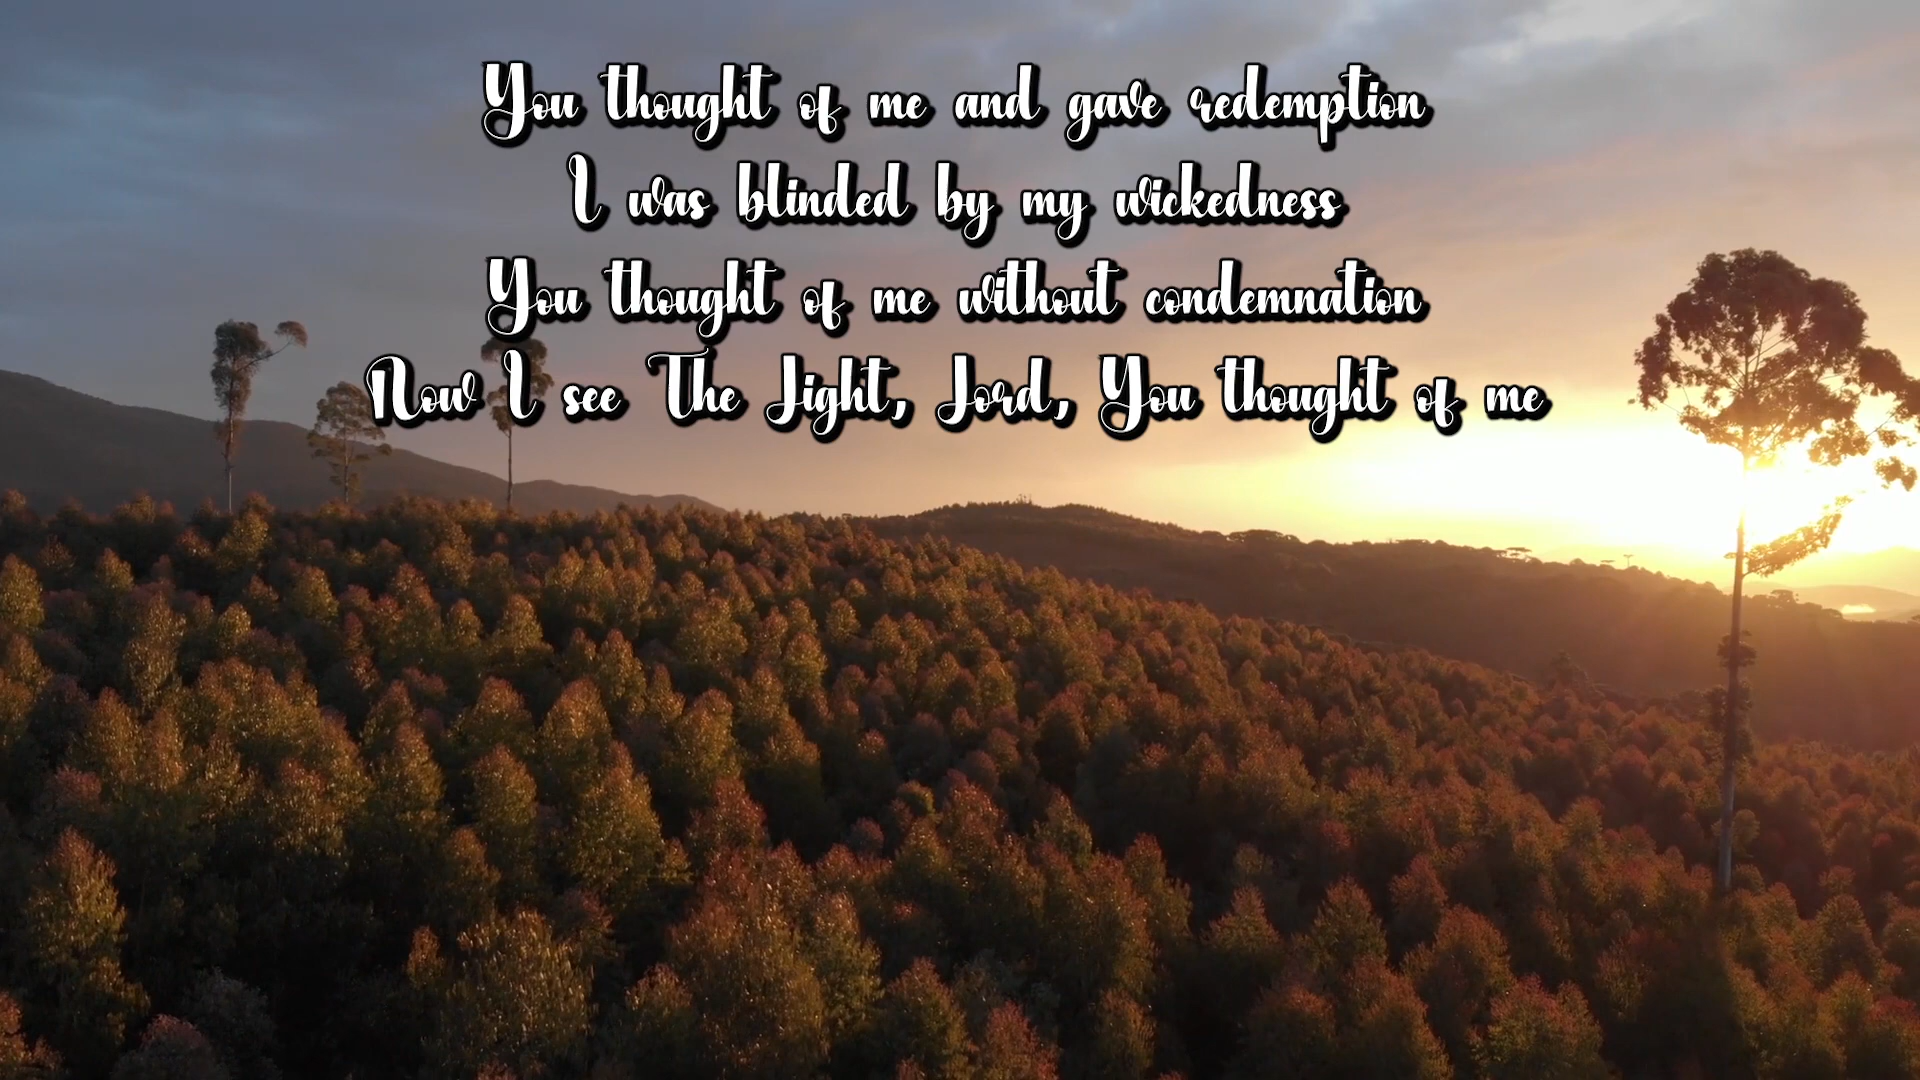 You thought of me and gave redemption
I was blinded by my wickedness
You thought of me without condemnation
Now I see The Light, Lord, You thought of me